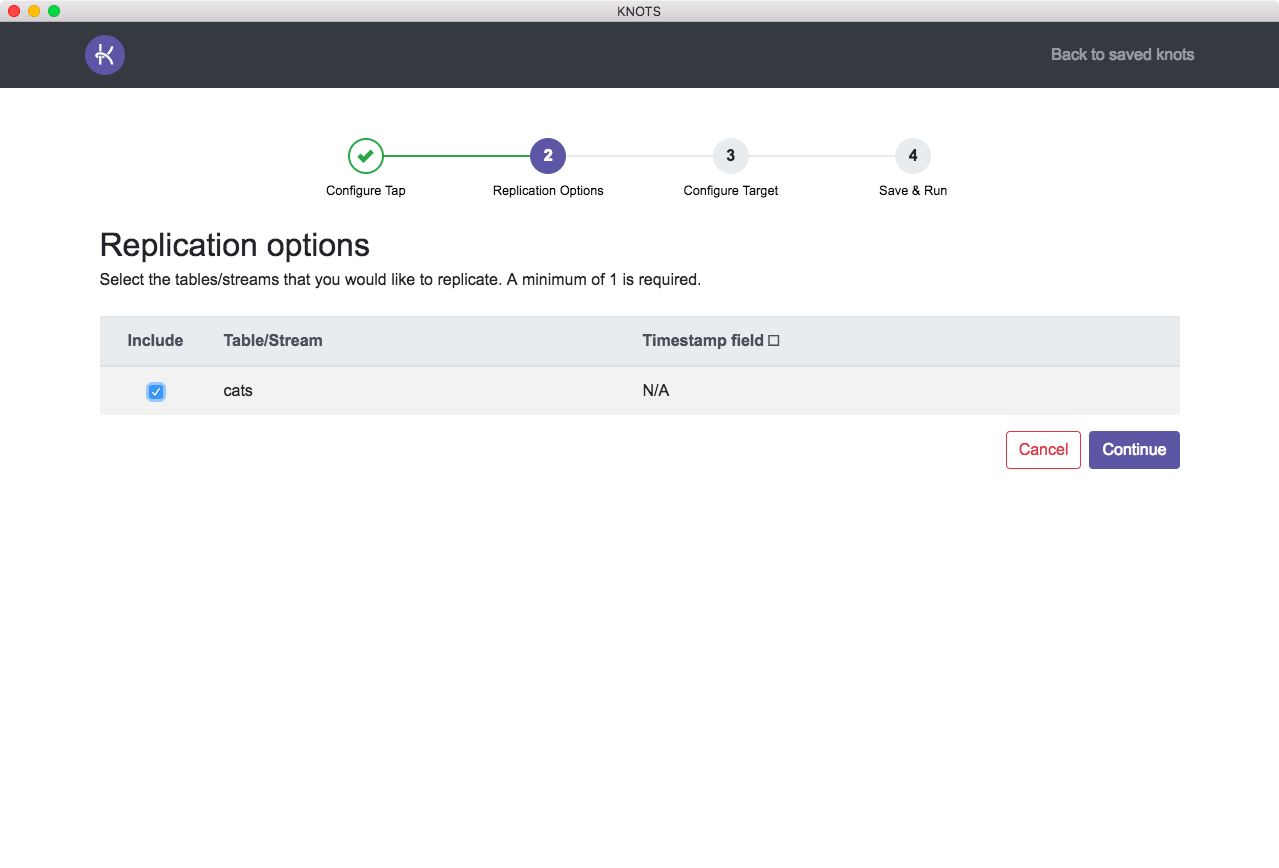 KNOTS
K
Back to saved knots
2
3
4
Configure Tap
Replication Options
Configure Target
Save & Run
Replication options
Select the tables/streams that you would like to replicate. A minimum of 1 is required.
Include
Table/Stream
Timestamp field
cats
N/A
Cancel
Continue